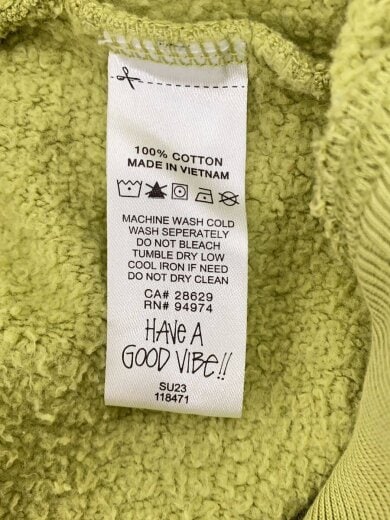 100% COTTON
MADE IN VIETNAM
MACHINE WASH COLD
WASH SEPERATELY
DO NOT BLEACH
TUMBLE DRY LOW
COOL IRON IF NEED
DO NOT DRY CLEAN
CA# 28629
RN# 94974
HAVE A
GOOD VIBE!!
SU23
118471